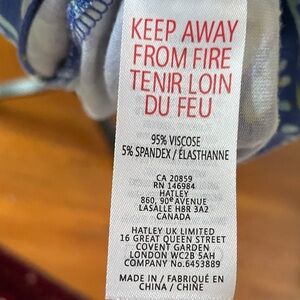 KEEP AWAY
FROM FIRE
TENIR LOIN
DU FEU
95% VISCOSE
5% SPANDEX / ÉLASTHANNE
CA 20859
RN 146984
HATLEY
860, 90ᵉ AVENUE
LASALLE H8R 3A2
CANADA
HATLEY UK LIMITED
16 GREAT QUEEN STREET
COVENT GARDEN
LONDON WC2B 5AH
COMPANY No.6453889
MADE IN / FABRIQUÉ EN
CHINA / CHINE